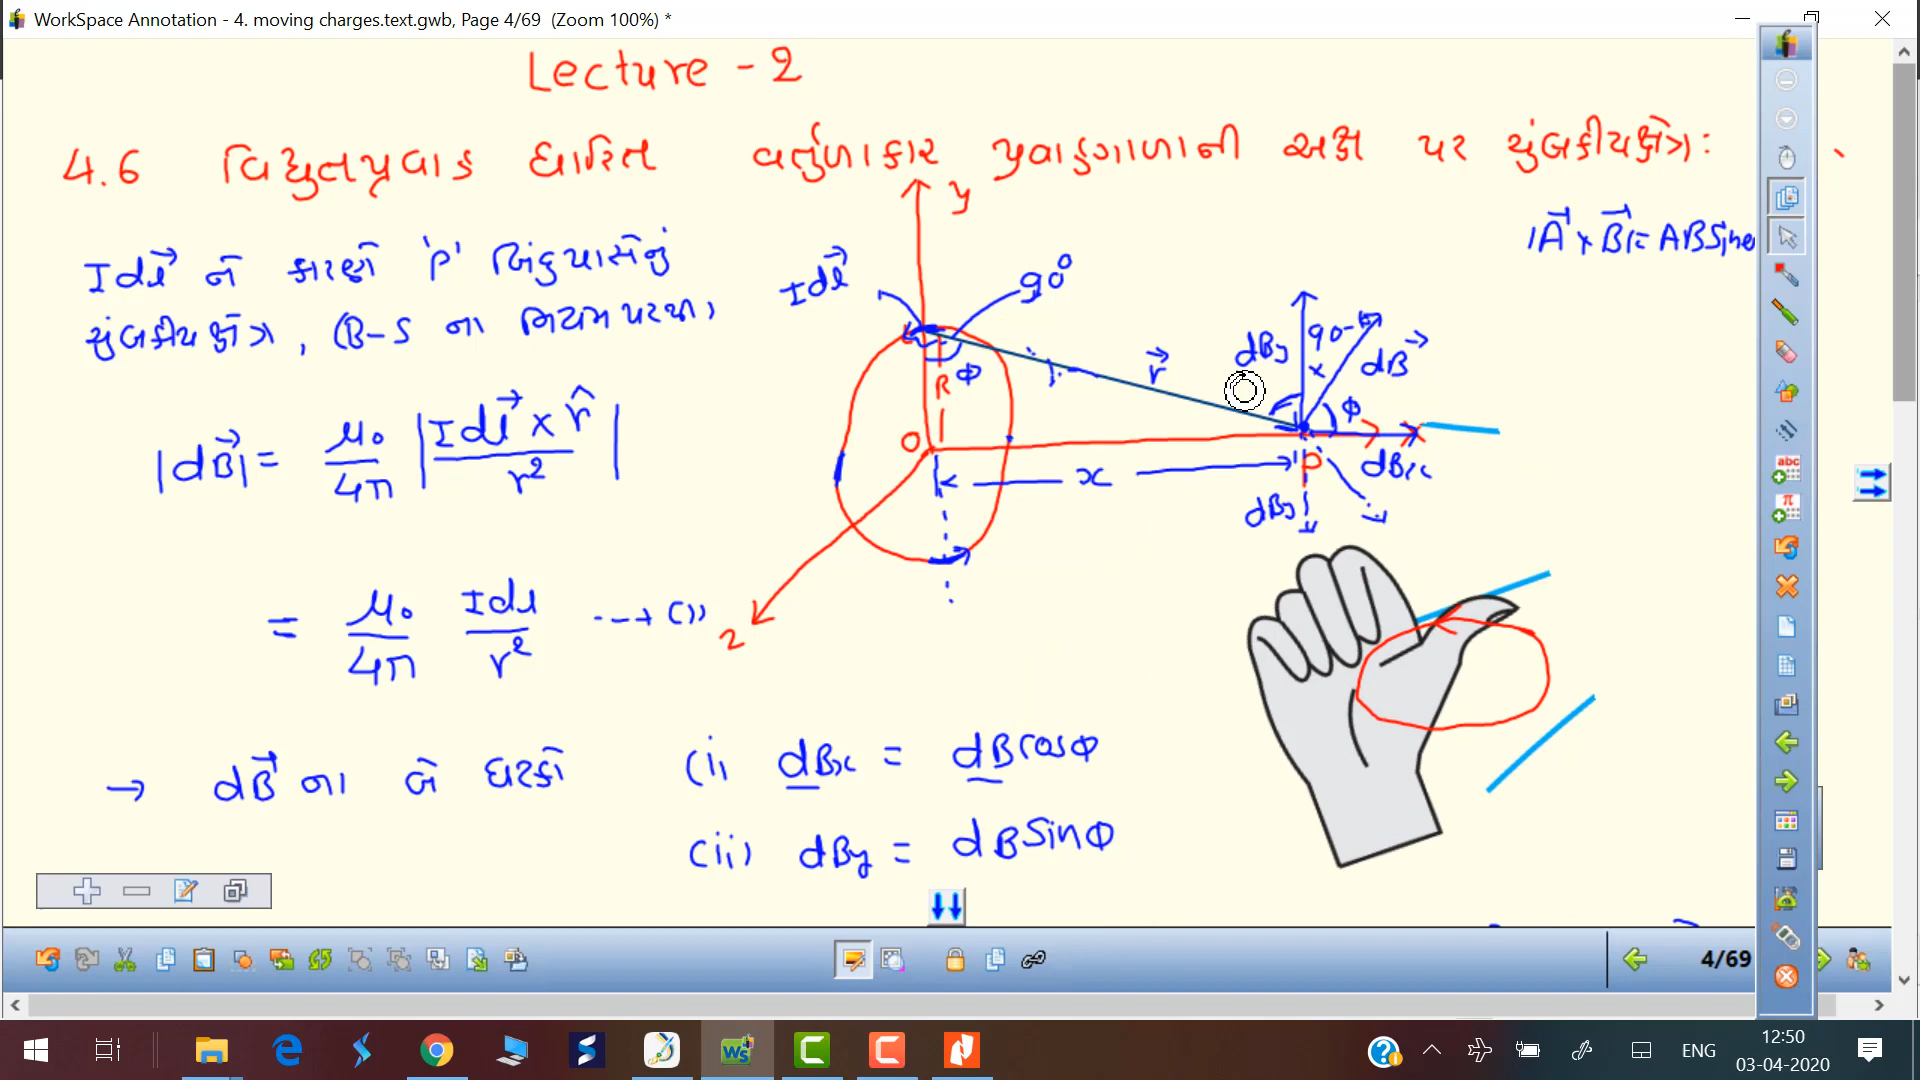 WorkSpace Annotation - 4. moving charges.text.gwb, Page 4/69 (Zoom 100%) *
Lecture - 2
4.6 વિદ્યુતપ્રવાહ ધારિત વર્તુળાકાર પ્રવાહગાળાની અક્ષ પર ચુંબકીયક્ષેત્ર :
y
|A⃗ × B⃗| = ABSinθ
Idl⃗ ને કારણે 'P' બિંદુપાસેનું
ચુંબકીયક્ષેત્ર, (B-S ના નિયમ પરથી)
Idl⃗
90°
dBy
90-ϕ
dB⃗
r⃗
R
ϕ
ϕ
O
x
P
dBx
dBy
|dB⃗| = μ₀/4π |Idl⃗ × r̂ / r²|
= μ₀/4π Idl/r² ---→ (1)
z
→ dB⃗ ના બે ઘટકો
(i) dBx = dBcosϕ
(ii) dBy = dBSinϕ
abc
π
4/69
ws
ENG
12:50
03-04-2020